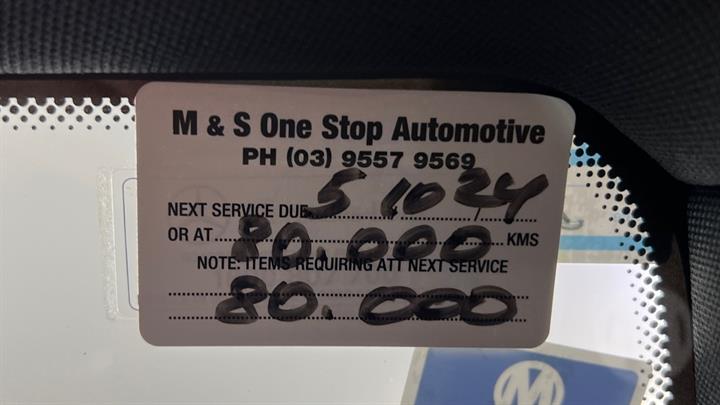 M & S One Stop Automotive
PH (03) 9557 9569
NEXT SERVICE DUE 5 10 24
OR AT 80.000 KMS
NOTE: ITEMS REQUIRING ATT NEXT SERVICE
80.000